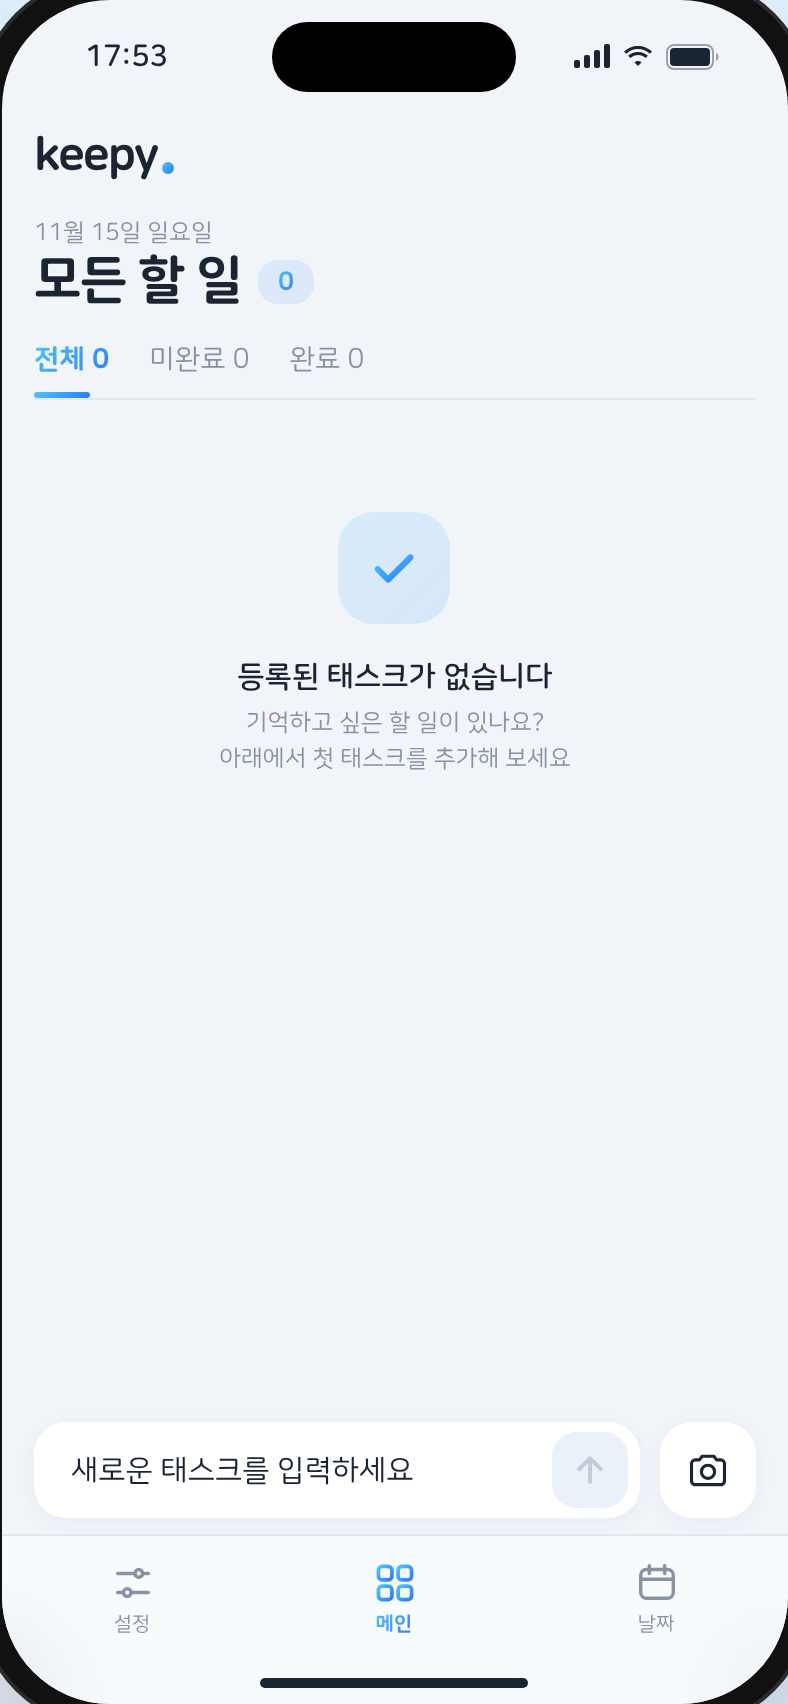 17:53
keepy.
11월 15일 일요일
모든 할 일 0
전체 0 미완료 0 완료 0
등록된 태스크가 없습니다
기억하고 싶은 할 일이 있나요?
아래에서 첫 태스크를 추가해 보세요
새로운 태스크를 입력하세요
설정 메인 날짜